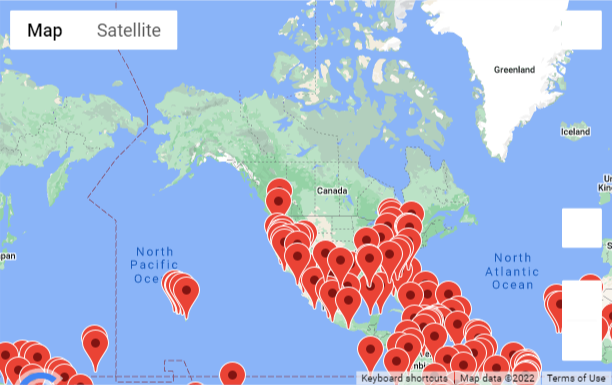 Map Satellite
Greenland
Iceland
Canada
North
Pacific
Oce
North
Atlantic
Ocean
Keyboard shortcuts Map data ©2022 Terms of Use